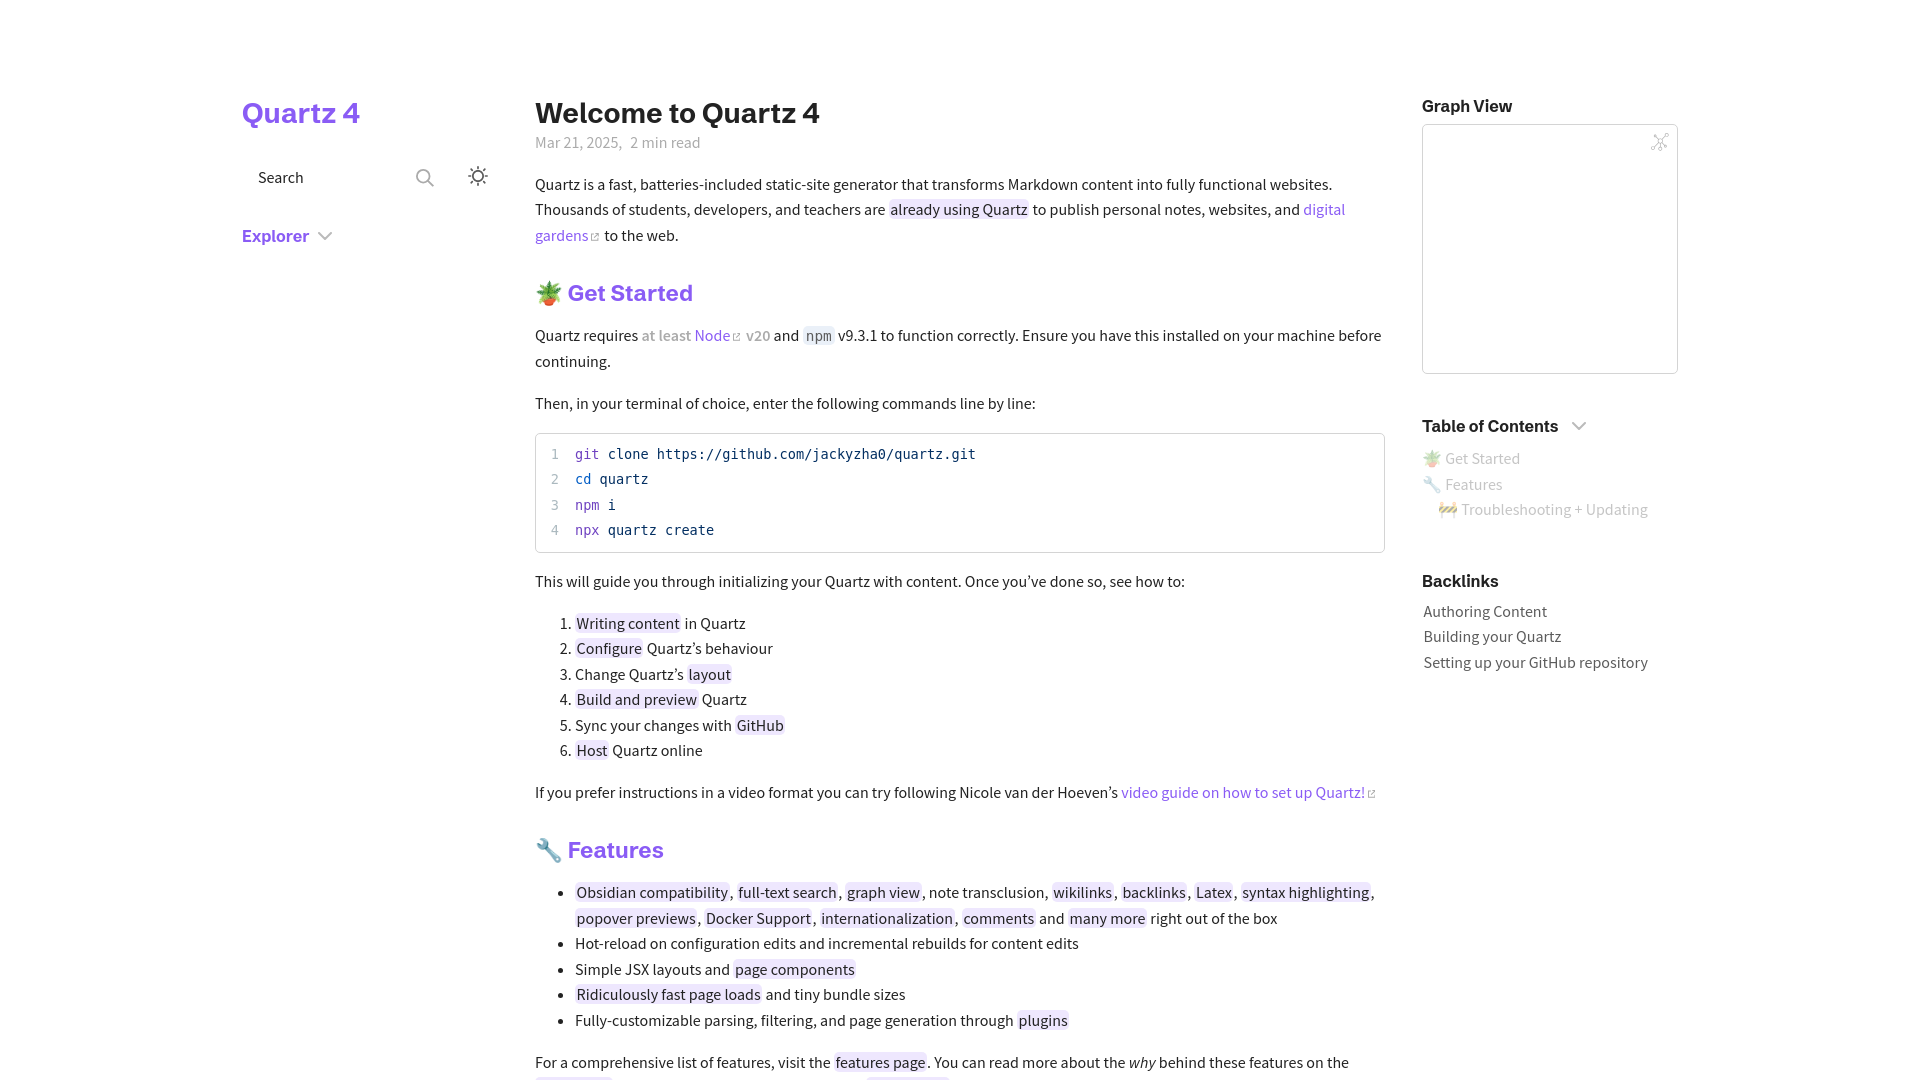 Quartz 4
Search
Explorer
Welcome to Quartz 4
Mar 21, 2025, 2 min read
Quartz is a fast, batteries-included static-site generator that transforms Markdown content into fully functional websites.
Thousands of students, developers, and teachers are already using Quartz to publish personal notes, websites, and digital
gardens to the web.
🪴 Get Started
Quartz requires at least Node v20 and npm v9.3.1 to function correctly. Ensure you have this installed on your machine before
continuing.
Then, in your terminal of choice, enter the following commands line by line:
1 git clone https://github.com/jackyzha0/quartz.git
2 cd quartz
3 npm i
4 npx quartz create
This will guide you through initializing your Quartz with content. Once you’ve done so, see how to:
1. Writing content in Quartz
2. Configure Quartz’s behaviour
3. Change Quartz’s layout
4. Build and preview Quartz
5. Sync your changes with GitHub
6. Host Quartz online
If you prefer instructions in a video format you can try following Nicole van der Hoeven’s video guide on how to set up Quartz!
🔧 Features
• Obsidian compatibility, full-text search, graph view, note transclusion, wikilinks, backlinks, Latex, syntax highlighting,
popover previews, Docker Support, internationalization, comments and many more right out of the box
• Hot-reload on configuration edits and incremental rebuilds for content edits
• Simple JSX layouts and page components
• Ridiculously fast page loads and tiny bundle sizes
• Fully-customizable parsing, filtering, and page generation through plugins
For a comprehensive list of features, visit the features page. You can read more about the why behind these features on the
Graph View
Table of Contents
🪴 Get Started
🔧 Features
🚧 Troubleshooting + Updating
Backlinks
Authoring Content
Building your Quartz
Setting up your GitHub repository